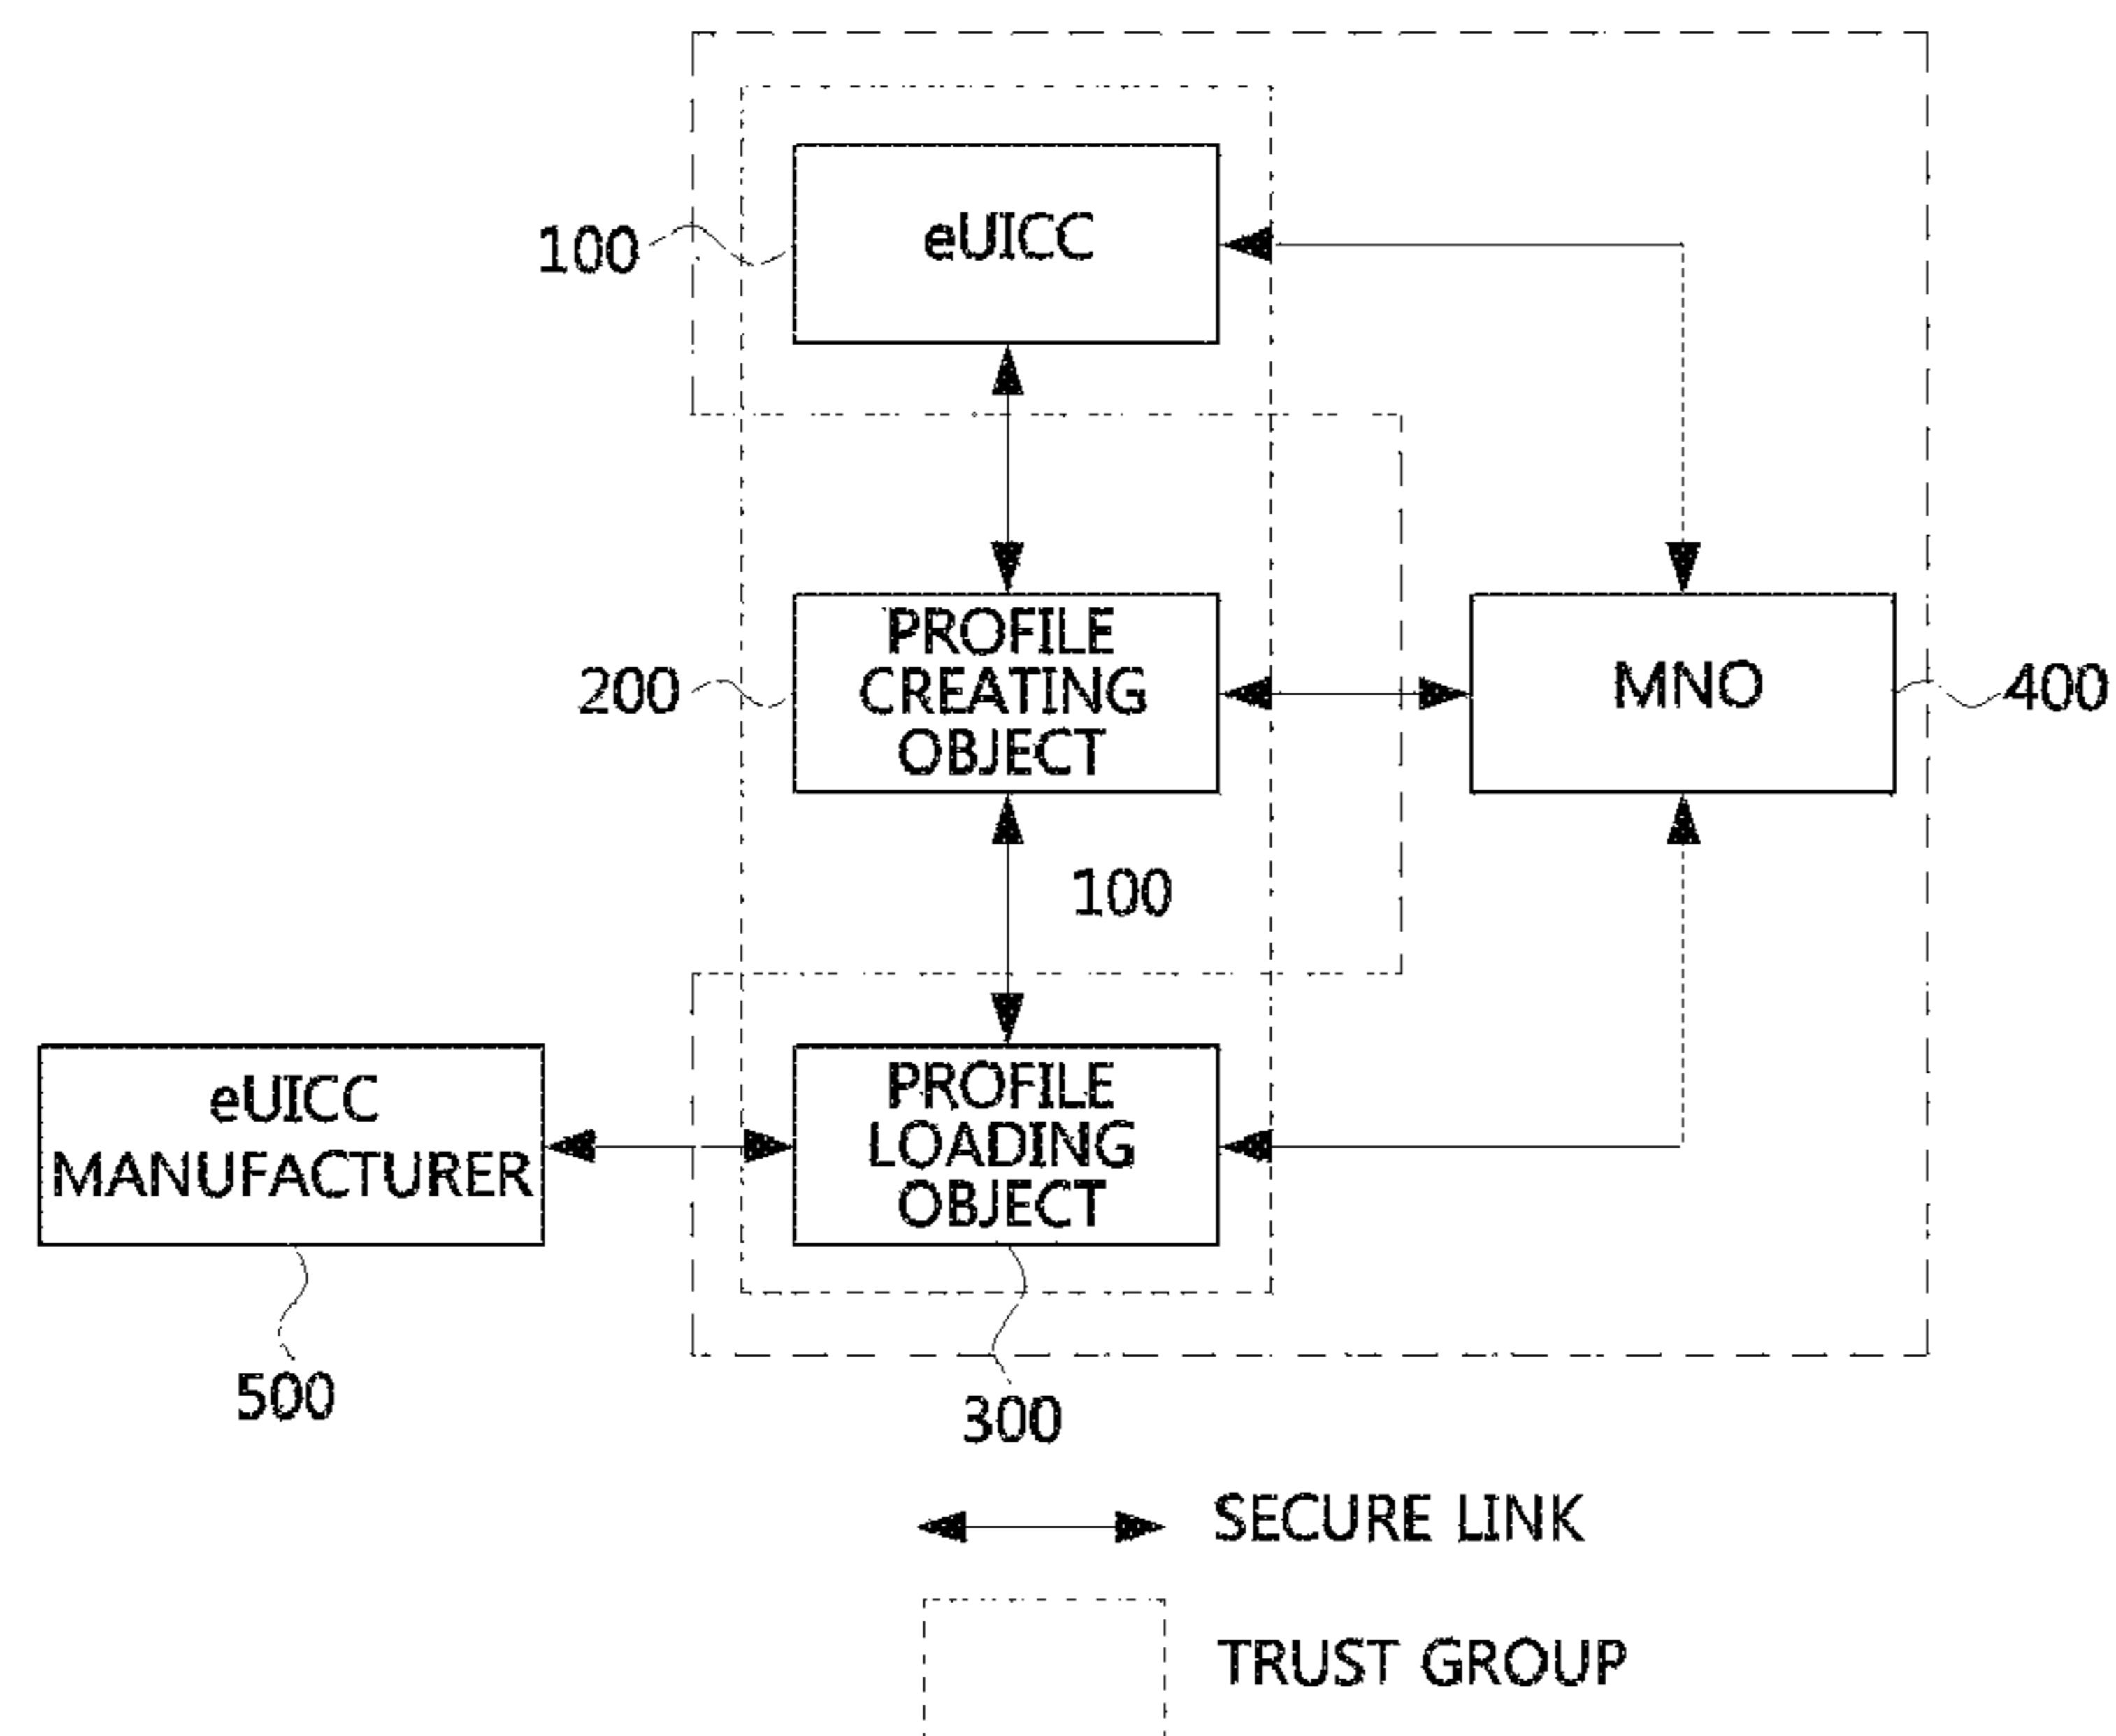 100
eUICC
200
PROFILE
CREATING
OBJECT
MNO
400
100
eUICC
MANUFACTURER
PROFILE
LOADING
OBJECT
500
300
SECURE LINK
TRUST GROUP